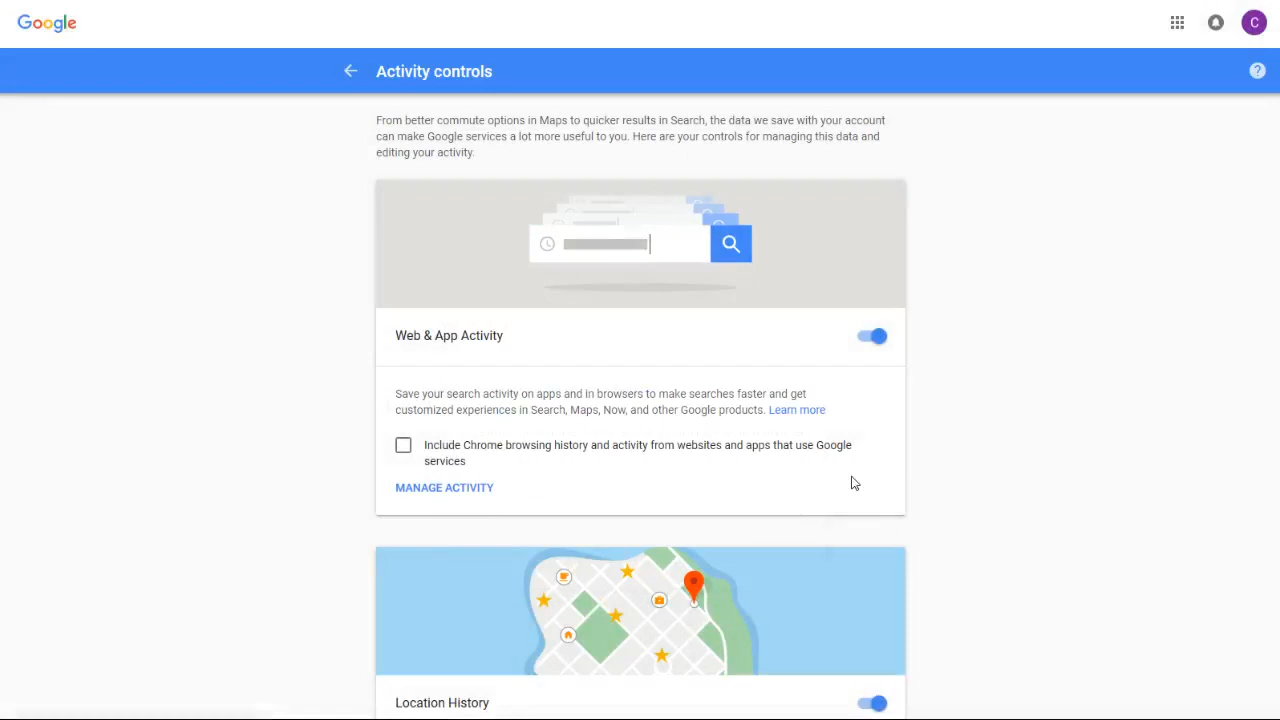 Google
C
Activity controls
?
From better commute options in Maps to quicker results in Search, the data we save with your account
can make Google services a lot more useful to you. Here are your controls for managing this data and
editing your activity.
Web & App Activity
Save your search activity on apps and in browsers to make searches faster and get
customized experiences in Search, Maps, Now, and other Google products. Learn more
Include Chrome browsing history and activity from websites and apps that use Google
services
MANAGE ACTIVITY
Location History